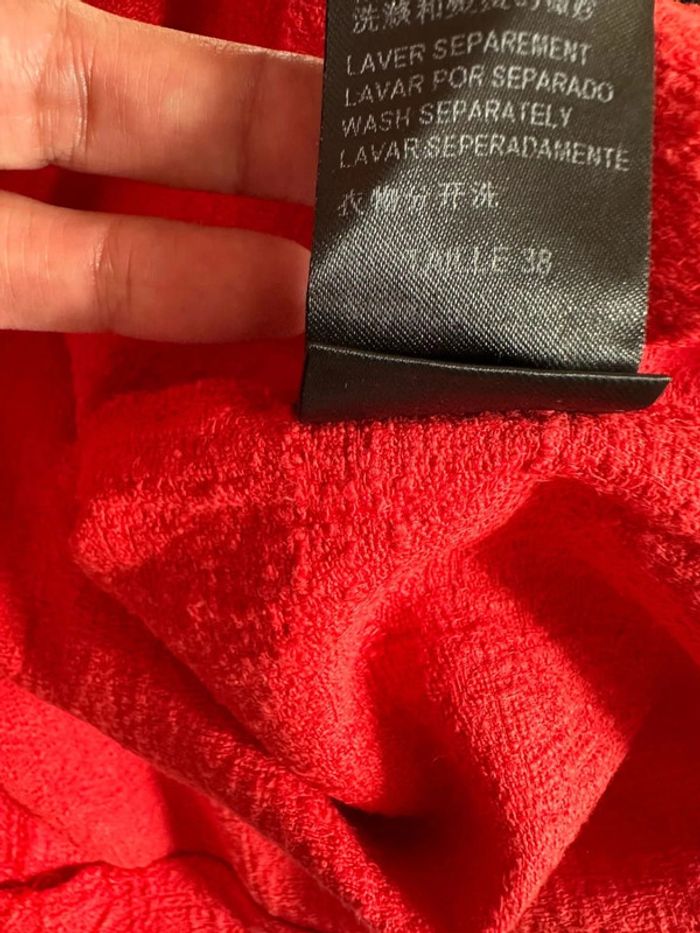 LAVER SEPAREMENT
LAVAR POR SEPARADO
WASH SEPARATELY
LAVAR SEPERADAMENTE
衣物分开洗
TAILLE 38